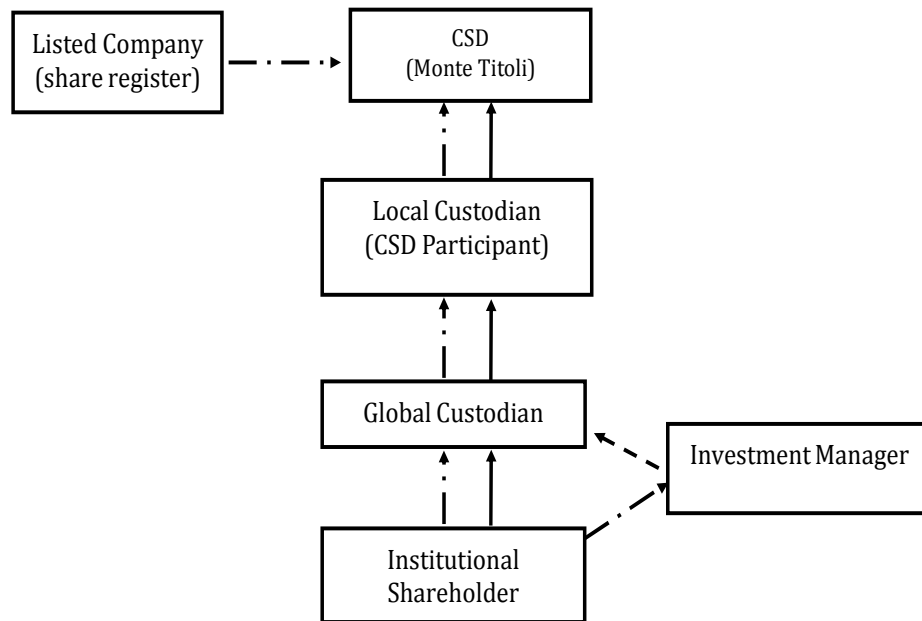 Listed Company
(share register)
CSD
(Monte Titoli)
Local Custodian
(CSD Participant)
Global Custodian
Investment Manager
Institutional
Shareholder